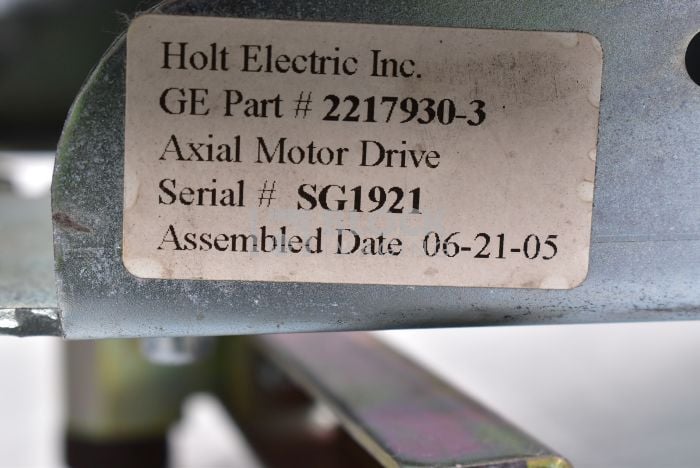 Holt Electric Inc.
GE Part # 2217930-3
Axial Motor Drive
Serial # SG1921
Assembled Date 06-21-05